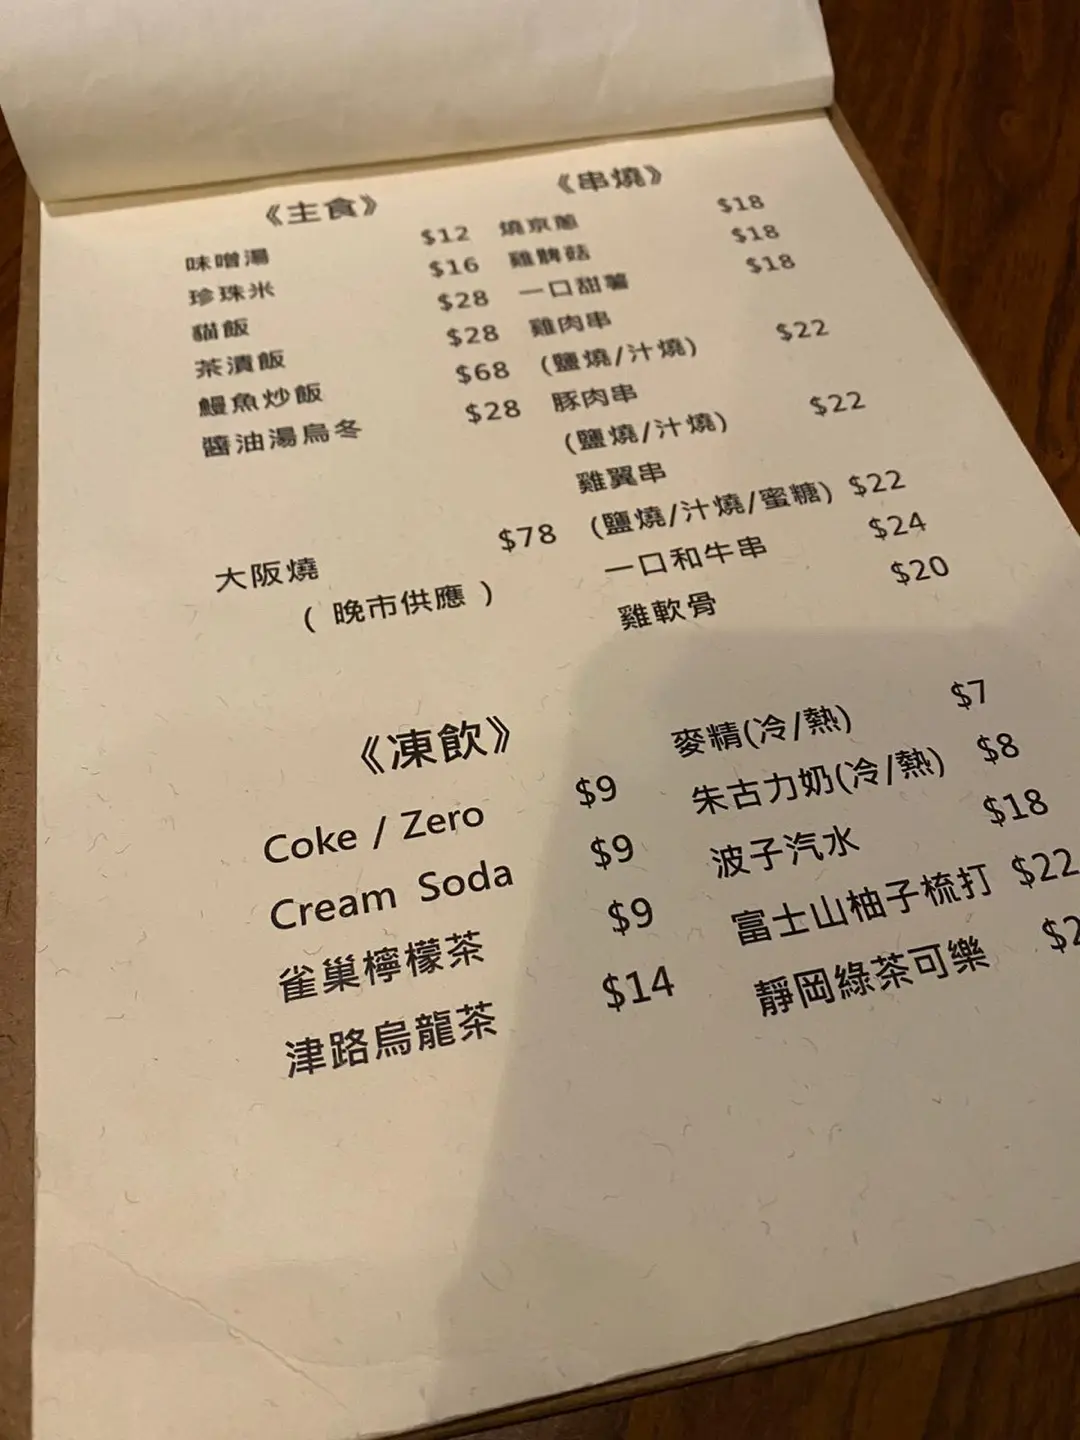 《主食》
味噌湯 $12
珍珠米 $16
貓飯 $28
茶漬飯 $28
鰻魚炒飯 $68
醬油湯烏冬 $28
大阪燒 $78
( 晚市供應 )
《串燒》
燒京蔥 $18
雞髀菇 $18
一口甜薯 $18
雞肉串
(鹽燒/汁燒) $22
豚肉串
(鹽燒/汁燒) $22
雞翼串
(鹽燒/汁燒/蜜糖) $22
一口和牛串 $24
雞軟骨 $20
《凍飲》
Coke / Zero $9
Cream Soda $9
雀巢檸檬茶 $9
津路烏龍茶 $14
麥精(冷/熱) $7
朱古力奶(冷/熱) $8
波子汽水 $18
富士山柚子梳打 $22
靜岡綠茶可樂